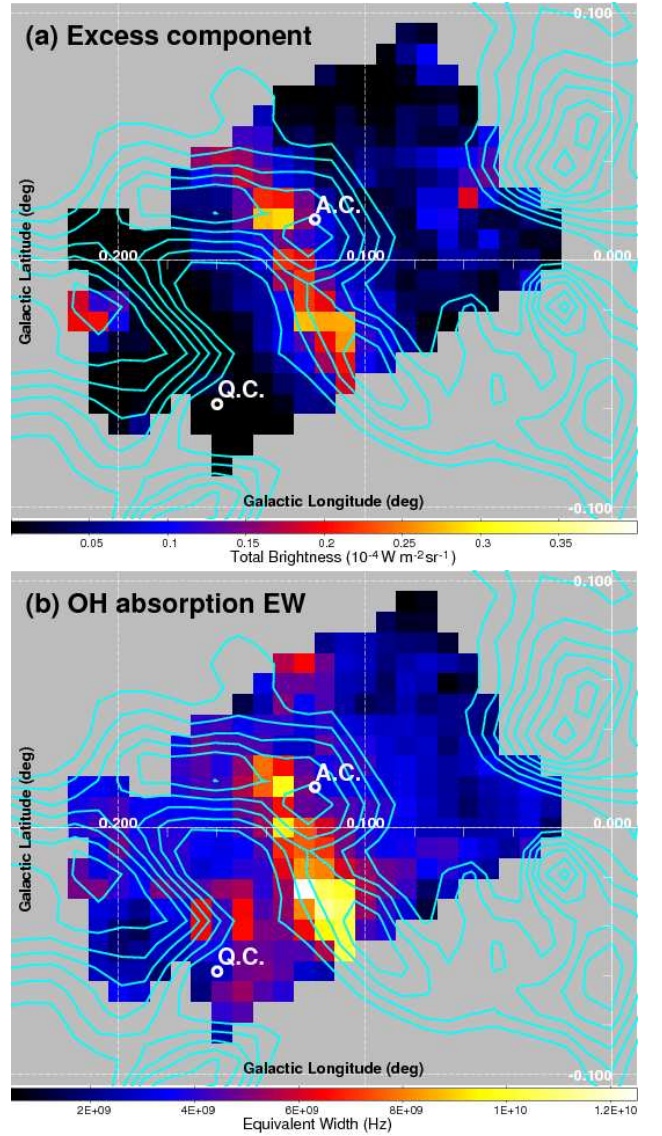 (a) Excess component
0.100
A.C.
0.200
0.100
0.000
Q.C.
Galactic Latitude (deg)
Galactic Longitude (deg)
-0.100
0.05 0.1 0.15 0.2 0.25 0.3 0.35
Total Brightness (10-4 W m-2sr-1)
(b) OH absorption EW
0.100
A.C.
0.200
0.100
0.000
Q.C.
Galactic Latitude (deg)
Galactic Longitude (deg)
-0.100
2E+09 4E+09 6E+09 8E+09 1E+10 1.2E+10
Equivalent Width (Hz)